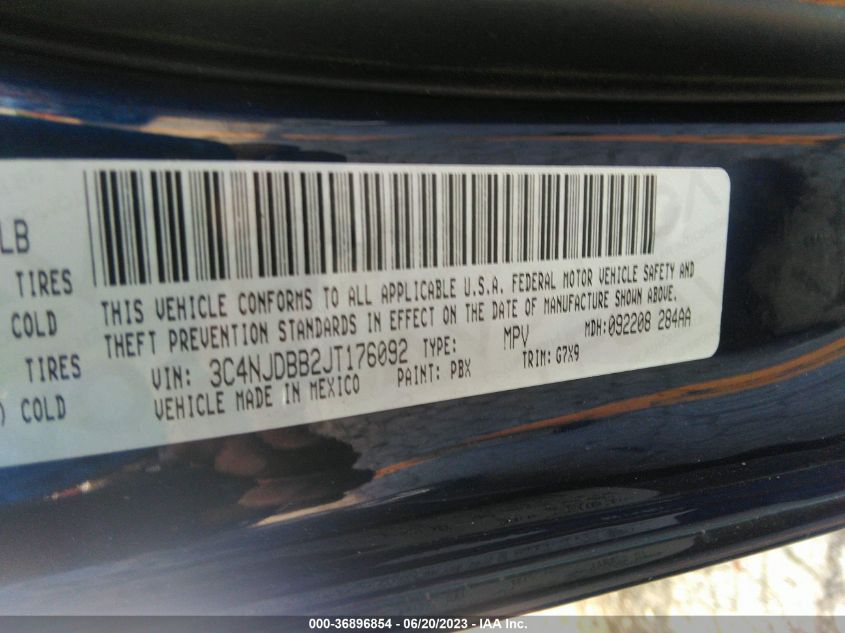 LB
TIRES
COLD
TIRES
) COLD
THIS VEHICLE CONFORMS TO ALL APPLICABLE U.S.A. FEDERAL MOTOR VEHICLE SAFETY AND
THEFT PREVENTION STANDARDS IN EFFECT ON THE DATE OF MANUFACTURE SHOWN ABOVE.
VIN: 3C4NJDBB2JT176092 TYPE: MPV MDH:092208 284AA
VEHICLE MADE IN MEXICO PAINT: PBX TRIM: G7X9
000-36896854 / 06/20/2023 - IAA Inc.